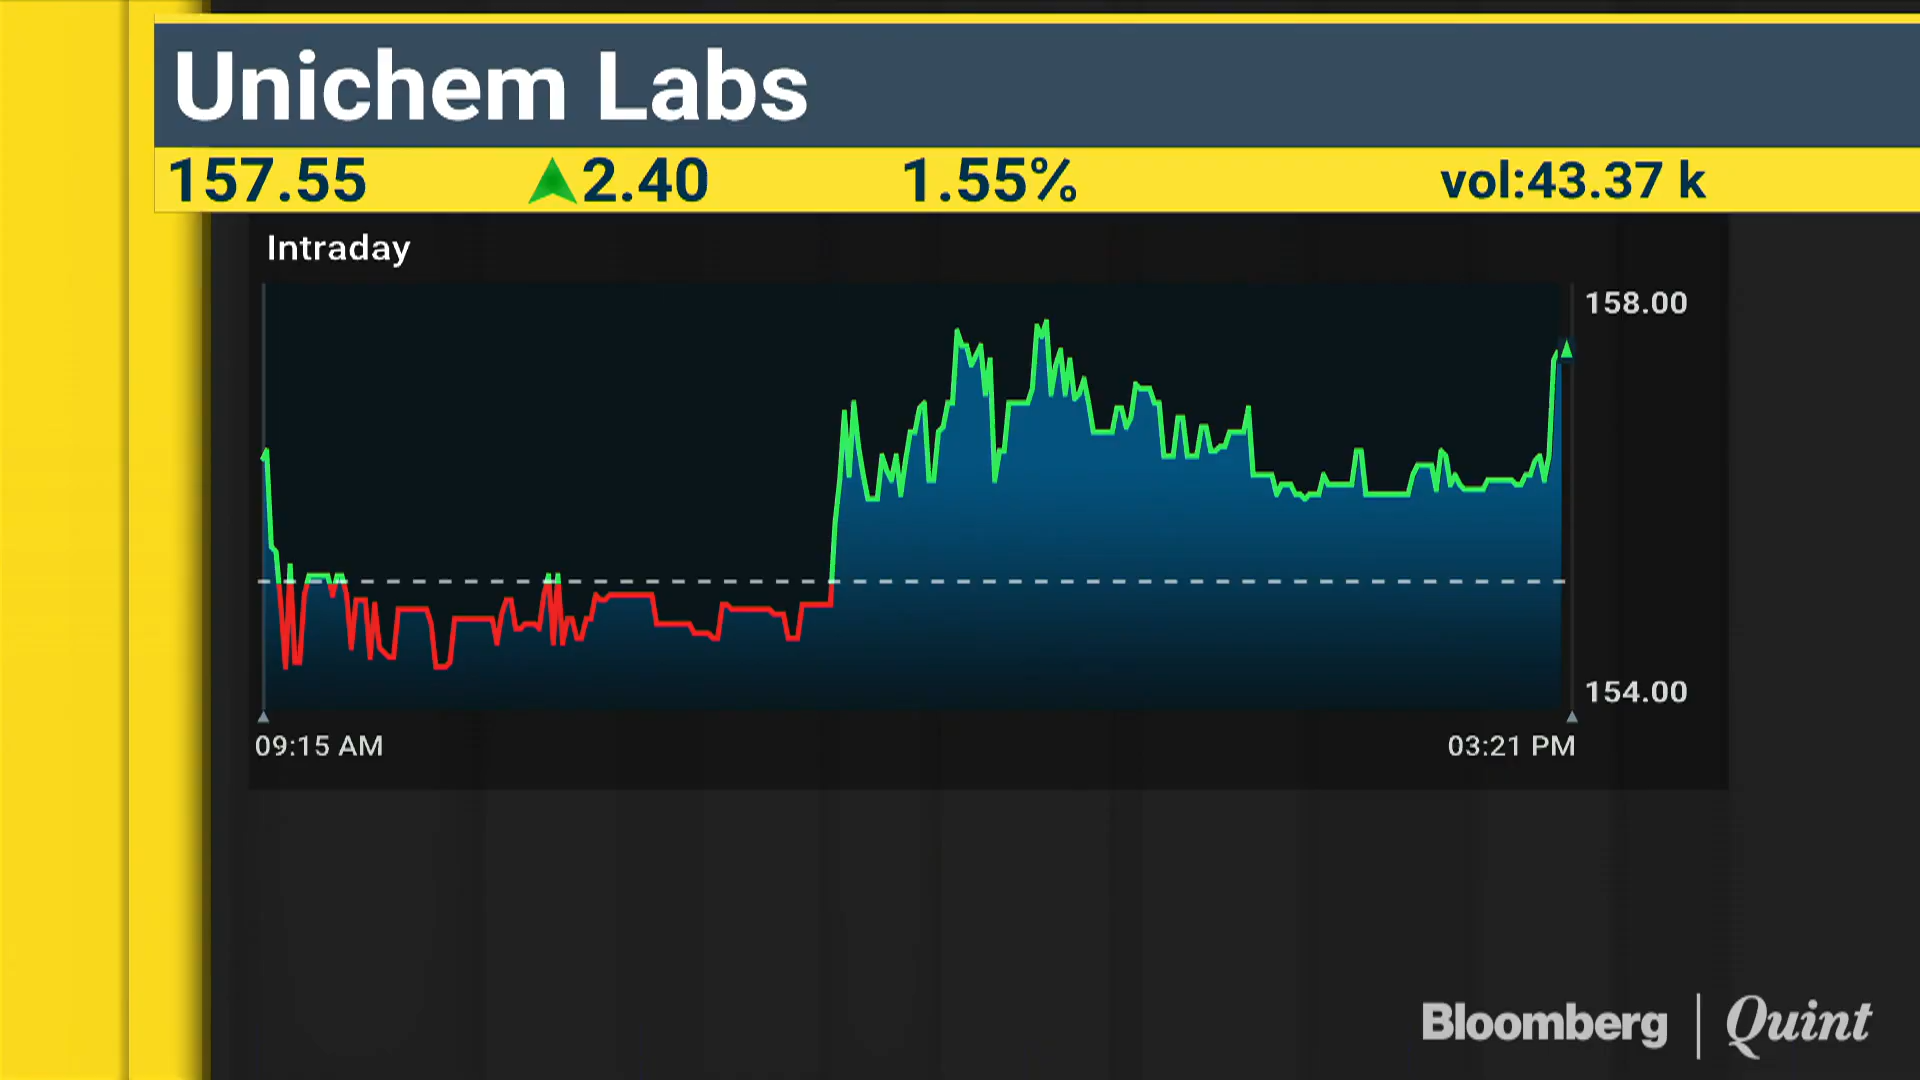 Unichem Labs
157.55 2.40 1.55% vol:43.37 k
Intraday
158.00
154.00
09:15 AM 03:21 PM
Bloomberg | Quint